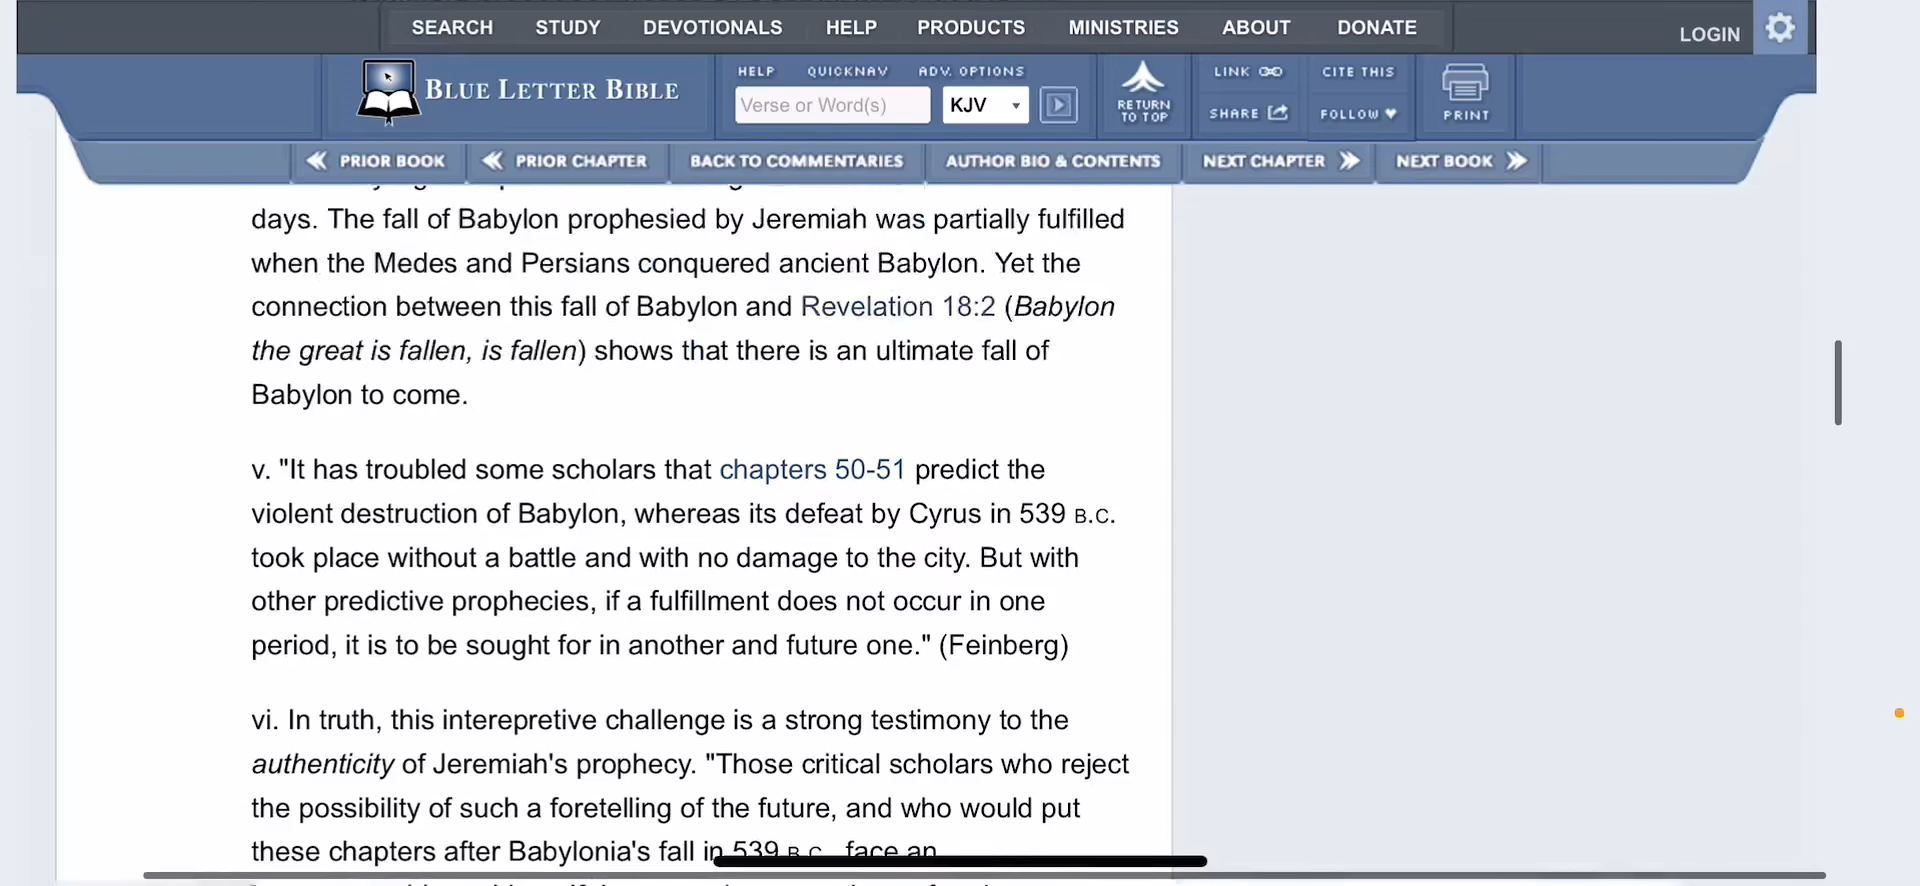 SEARCH STUDY DEVOTIONALS HELP PRODUCTS MINISTRIES ABOUT DONATE LOGIN
BLUE LETTER BIBLE
HELP QUICKNAV ADV. OPTIONS
Verse or Word(s) KJV
RETURN
TO TOP
LINK CITE THIS
SHARE FOLLOW
PRINT
PRIOR BOOK PRIOR CHAPTER BACK TO COMMENTARIES AUTHOR BIO & CONTENTS NEXT CHAPTER NEXT BOOK
days. The fall of Babylon prophesied by Jeremiah was partially fulfilled
when the Medes and Persians conquered ancient Babylon. Yet the
connection between this fall of Babylon and Revelation 18:2 (Babylon
the great is fallen, is fallen) shows that there is an ultimate fall of
Babylon to come.
v. "It has troubled some scholars that chapters 50-51 predict the
violent destruction of Babylon, whereas its defeat by Cyrus in 539 B.C.
took place without a battle and with no damage to the city. But with
other predictive prophecies, if a fulfillment does not occur in one
period, it is to be sought for in another and future one." (Feinberg)
vi. In truth, this interepretive challenge is a strong testimony to the
authenticity of Jeremiah's prophecy. "Those critical scholars who reject
the possibility of such a foretelling of the future, and who would put
these chapters after Babylonia's fall in 539 B.C. face an